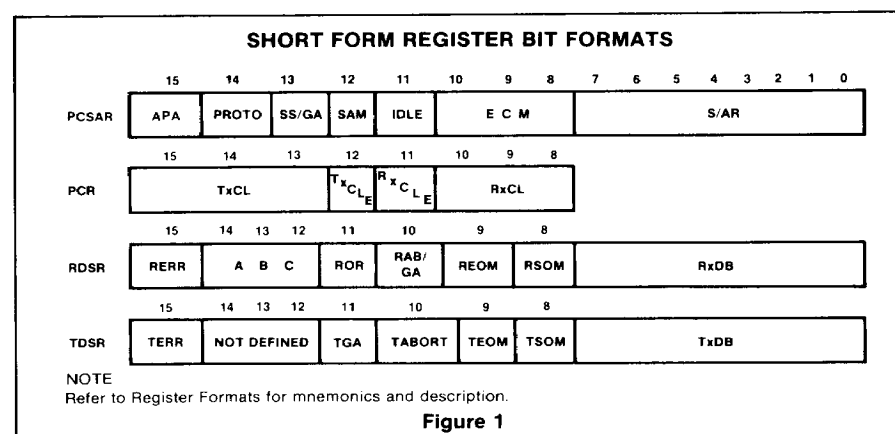 SHORT FORM REGISTER BIT FORMATS
15 14 13 12 11 10 9 8 7 6 5 4 3 2 1 0
PCSAR APA PROTO SS/GA SAM IDLE E C M S/AR
15 14 13 12 11 10 9 8
PCR TxCL TxCLE RxCLE RxCL
15 14 13 12 11 10 9 8
RDSR RERR A B C ROR RAB/GA REOM RSOM RxDB
15 14 13 12 11 10 9 8
TDSR TERR NOT DEFINED TGA TABORT TEOM TSOM TxDB
NOTE
Refer to Register Formats for mnemonics and description.
Figure 1